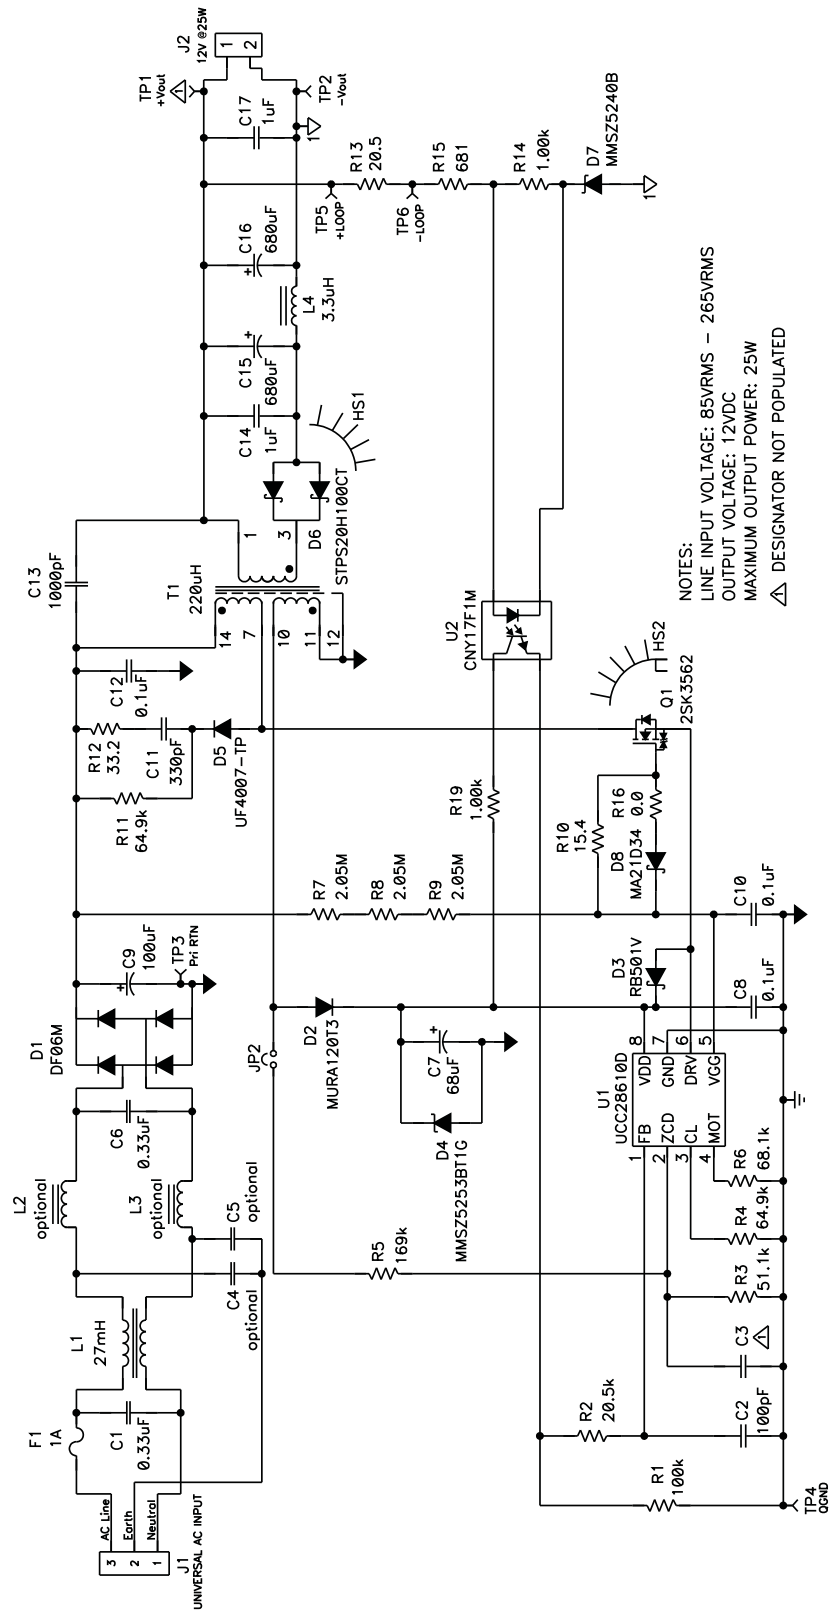 J1
UNIVERSAL AC INPUT
3
2
1
AC Line
Earth
Neutral
F1
1A
C1
0.33uF
L1
27mH
C4
optional
C5
optional
L2
optional
L3
optional
C6
0.33uF
D1
DF06M
C9
100uF
TP3
Pri RTN
R11
64.9k
R12
33.2
C11
330pF
D5
UF4007-TP
C12
0.1uF
C13
1000pF
T1
220uH
14
7
10
11
12
1
3
D6
STPS20H100CT
HS1
C14
1uF
C15
680uF
L4
3.3uH
C16
680uF
C17
1uF
TP1
+Vout
1
TP2
-Vout
1
J2
12V @25W
1
2
TP5
+LOOP
R13
20.5
TP6
-LOOP
R15
681
R14
1.00k
D7
MMSZ5240B
1
JP2
D2
MURA120T3
R7
2.05M
R8
2.05M
R9
2.05M
R19
1.00k
U2
CNY17F1M
C7
68uF
D4
MMSZ5253BT1G
R5
169k
R10
15.4
R16
0.0
D8
MA21D34
Q1
2SK3562
HS2
D3
RB501V
C8
0.1uF
C10
0.1uF
U1
UCC28610D
1
FB
2
ZCD
3
CL
4
MOT
8
VDD
7
GND
6
DRV
5
VGG
R6
68.1k
R4
64.9k
R3
51.1k
C3
1
C2
100pF
R2
20.5k
R1
100k
TP4
QGND
NOTES:
LINE INPUT VOLTAGE: 85VRMS - 265VRMS
OUTPUT VOLTAGE: 12VDC
MAXIMUM OUTPUT POWER: 25W
1 DESIGNATOR NOT POPULATED